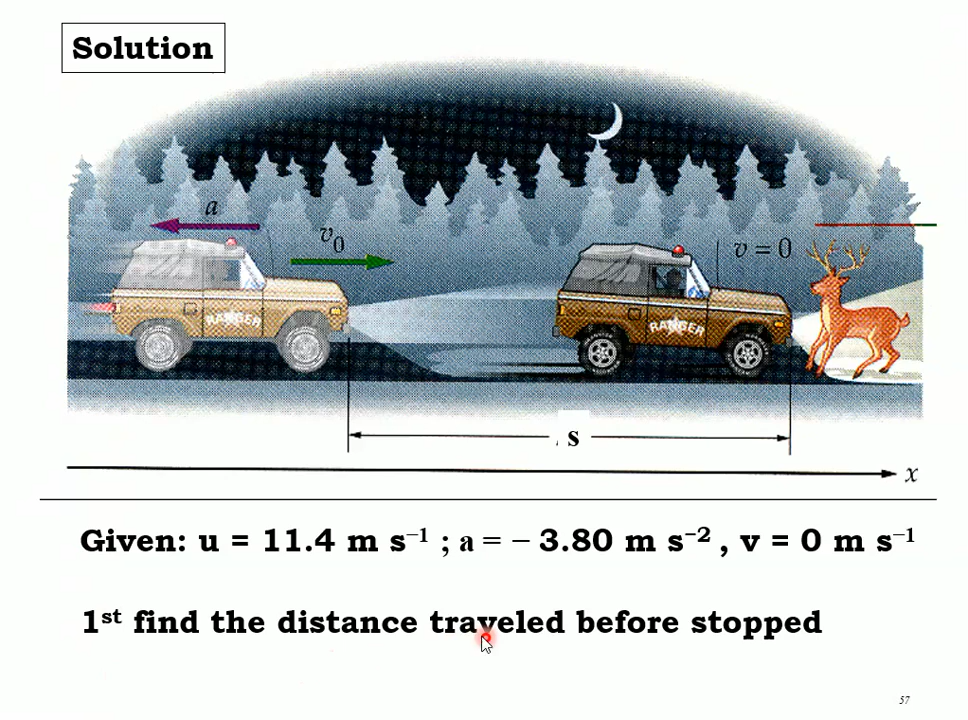 Solution
a
v0
v = 0
RANGER
RANGER
s
x
Given: u = 11.4 m s⁻¹ ; a = − 3.80 m s⁻² , v = 0 m s⁻¹
1ˢᵗ find the distance traveled before stopped
57